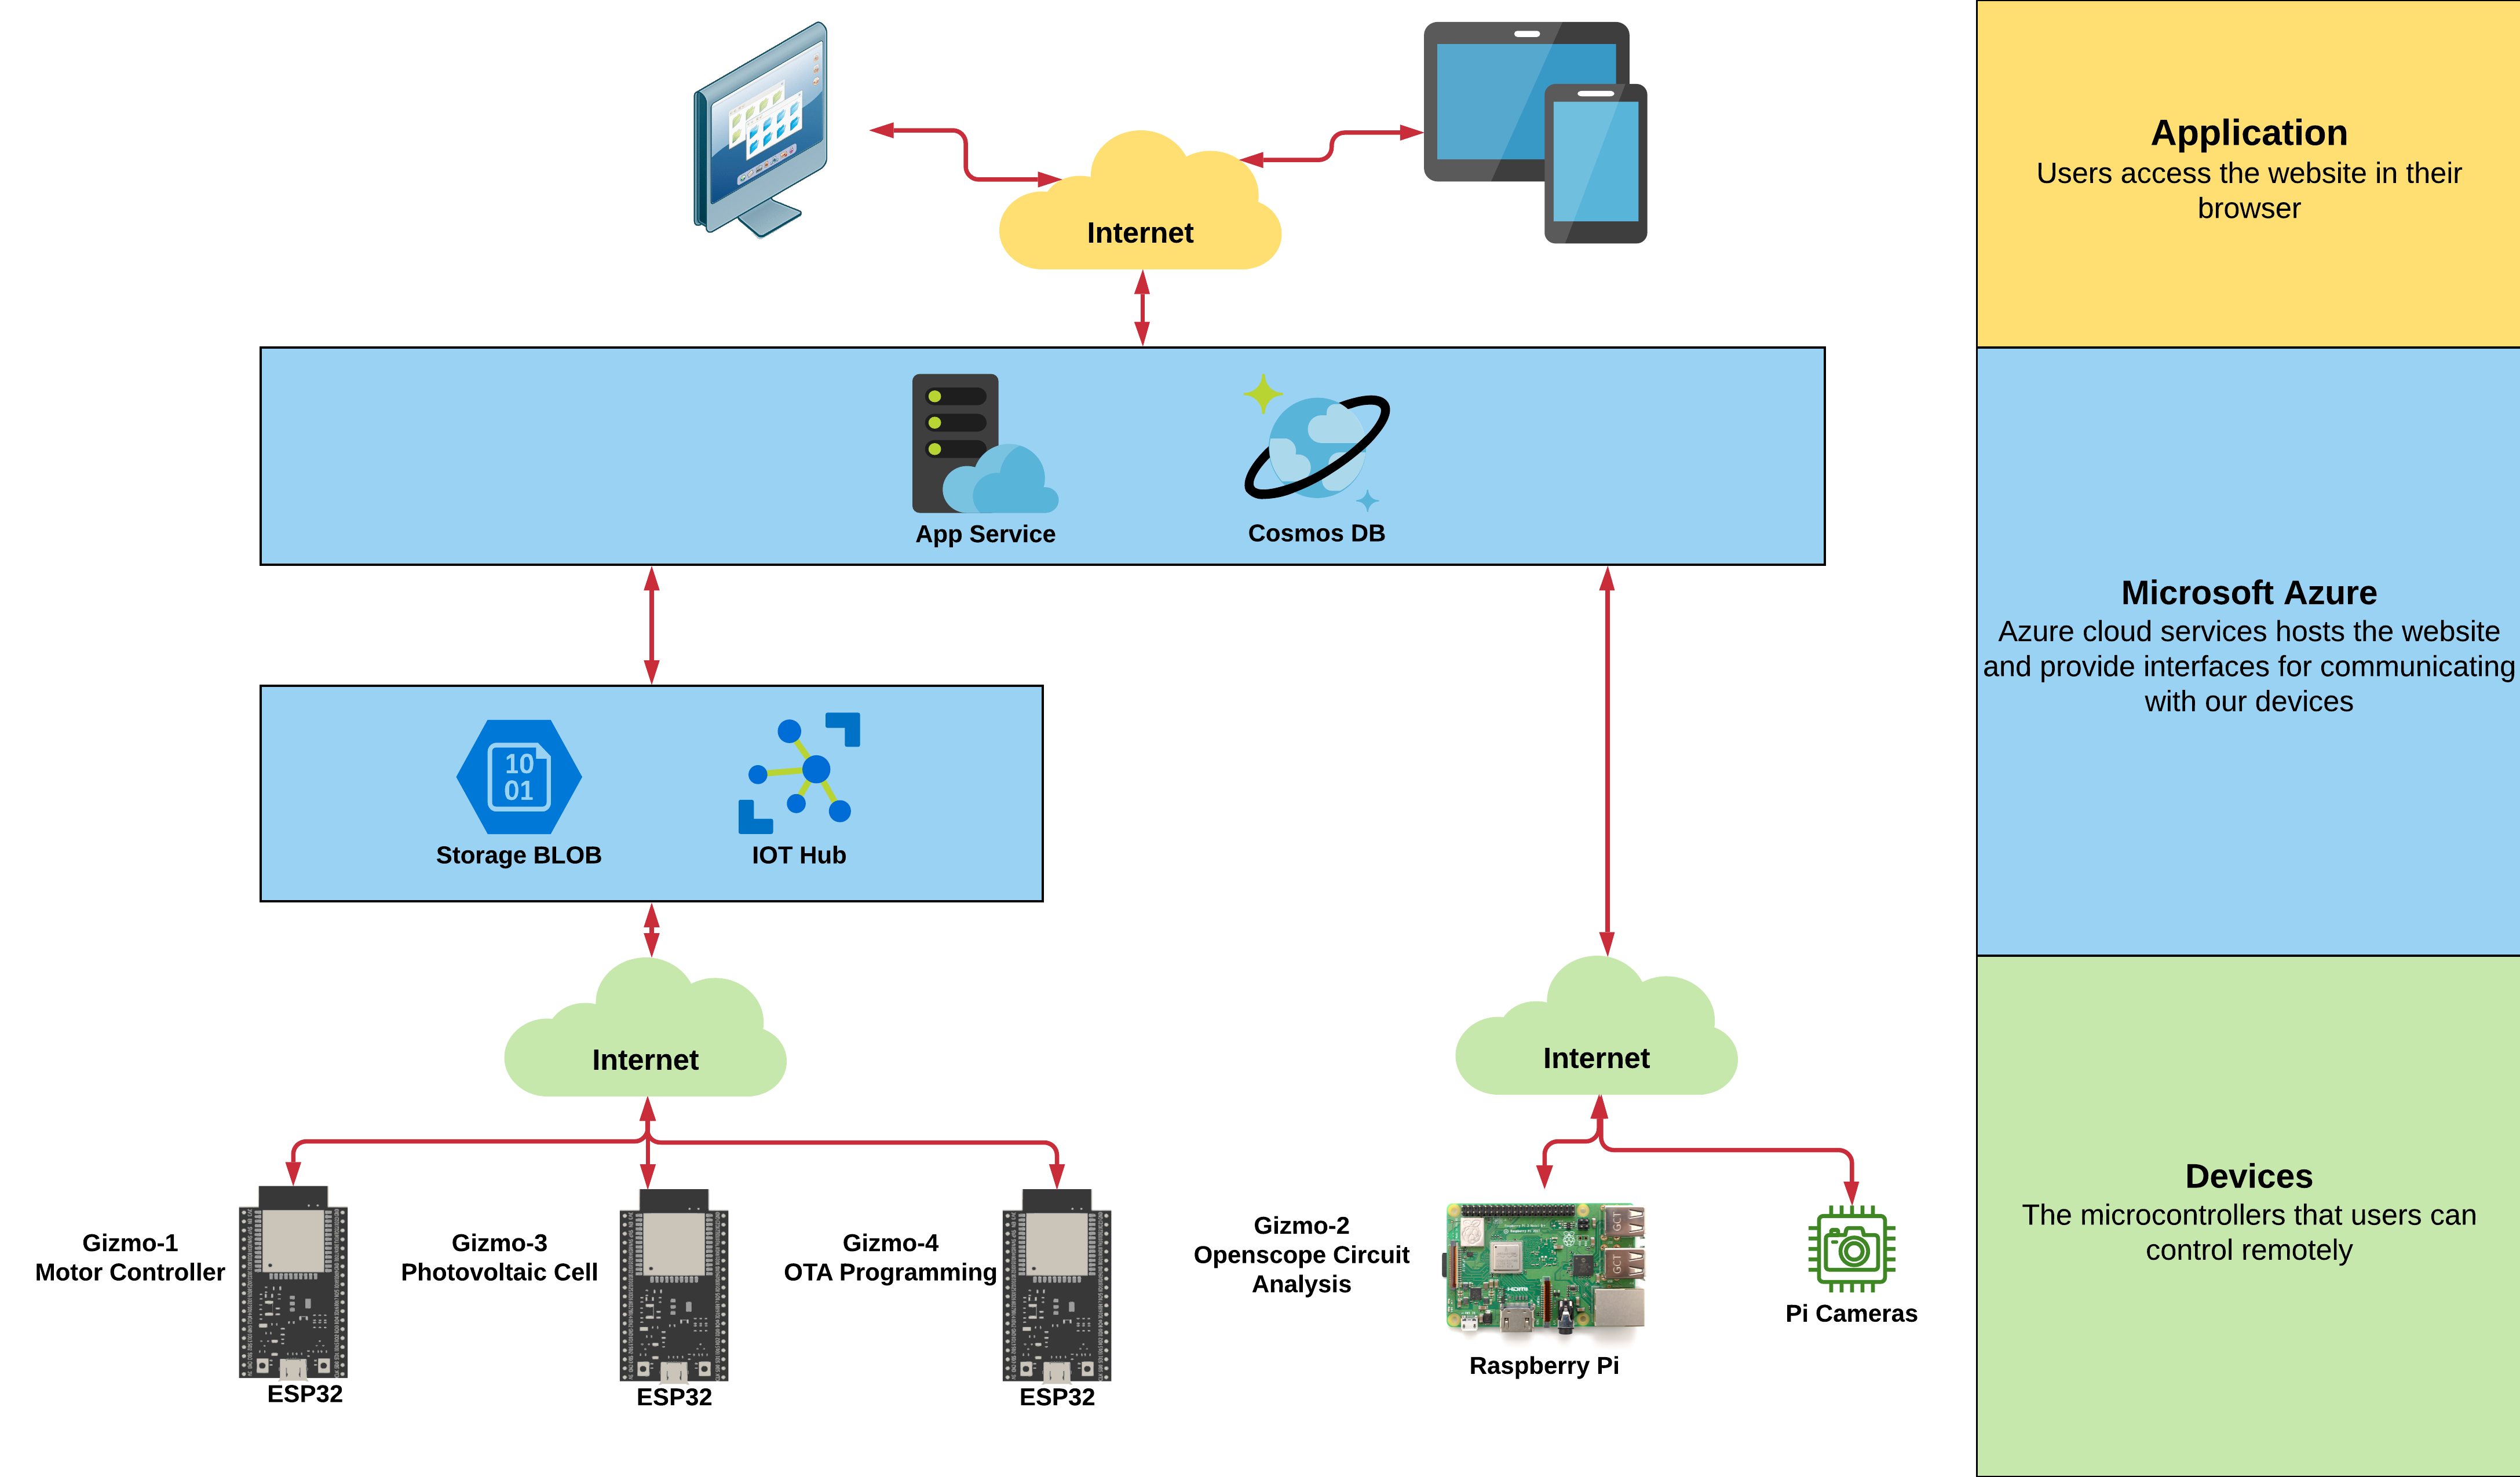 Application
Users access the website in their
browser
Internet
App Service
Cosmos DB
Microsoft Azure
Azure cloud services hosts the website
and provide interfaces for communicating
with our devices
10
01
Storage BLOB
IOT Hub
Internet
Internet
Devices
The microcontrollers that users can
control remotely
Gizmo-1
Motor Controller
ESP32
Gizmo-3
Photovoltaic Cell
ESP32
Gizmo-4
OTA Programming
ESP32
Gizmo-2
Openscope Circuit
Analysis
GCT
GCT
HDMI
Raspberry Pi
Pi Cameras